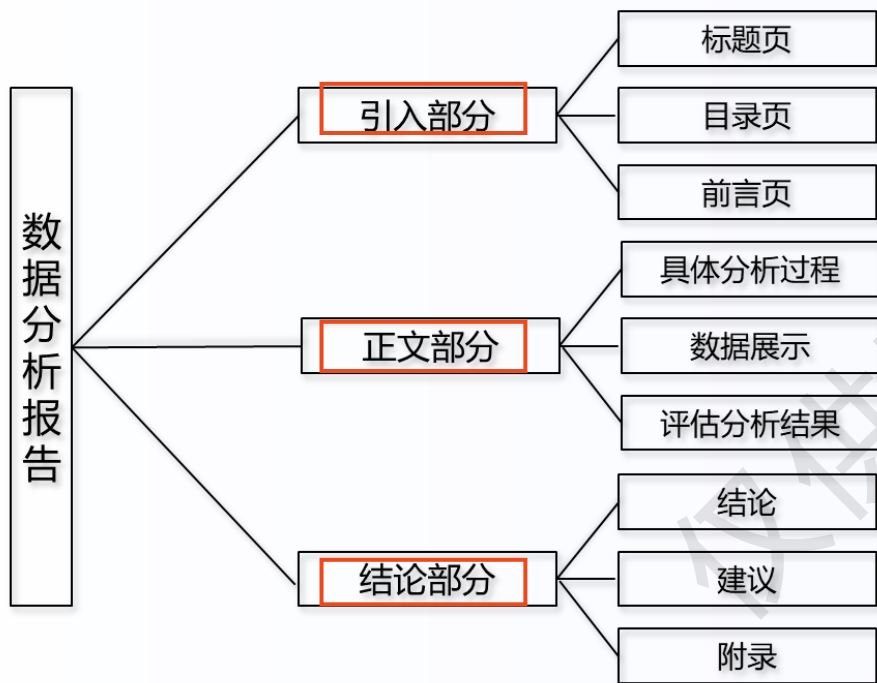 数据分析报告
引入部分
标题页
目录页
前言页
正文部分
具体分析过程
数据展示
评估分析结果
结论部分
结论
建议
附录
仅供